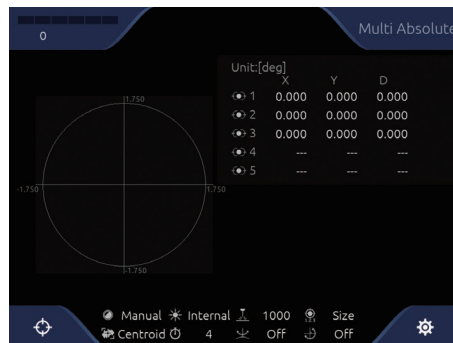 0
Multi Absolute
Unit:[deg]
X Y D
1 0.000 0.000 0.000
2 0.000 0.000 0.000
3 0.000 0.000 0.000
4 --- --- ---
5 --- --- ---
1.750
-1.750 1.750
-1.750
Manual Internal 1000 Size
Centroid 4 Off Off